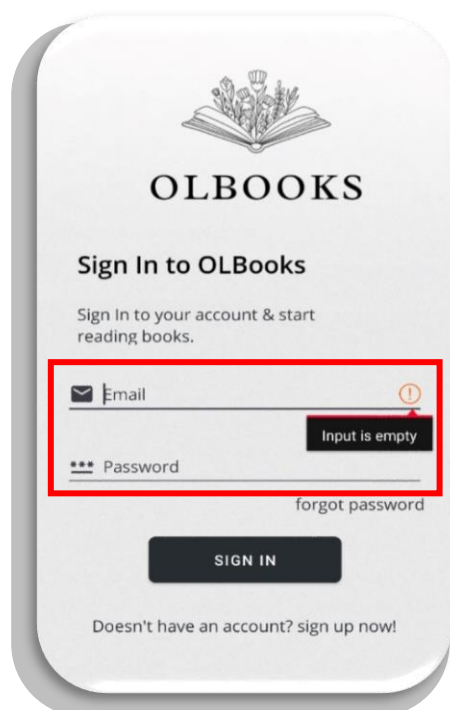 OLBOOKS
Sign In to OLBooks
Sign In to your account & start
reading books.
Email
Input is empty
*** Password
forgot password
SIGN IN
Doesn't have an account? sign up now!